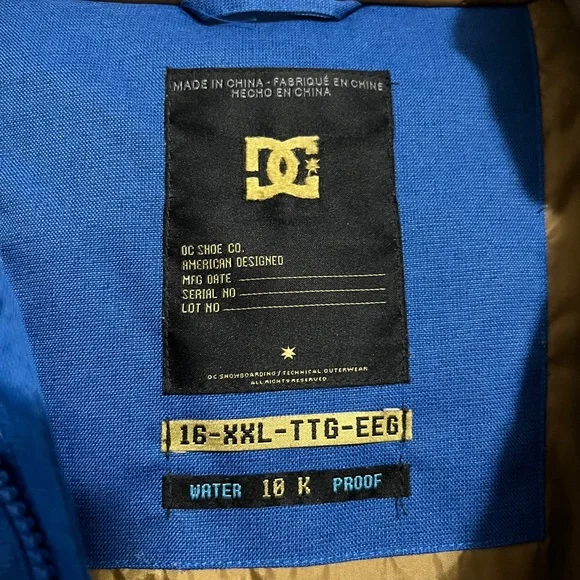 MADE IN CHINA - FABRIQUÉ EN CHINE
HECHO EN CHINA
DC
DC SHOE CO.
AMERICAN DESIGNED
MFG DATE
SERIAL NO
LOT NO
DC SNOWBOARDING/TECHNICAL OUTERWEAR
ALL RIGHTS RESERVED
16-XXL-TTG-EEG
WATER 10 K PROOF